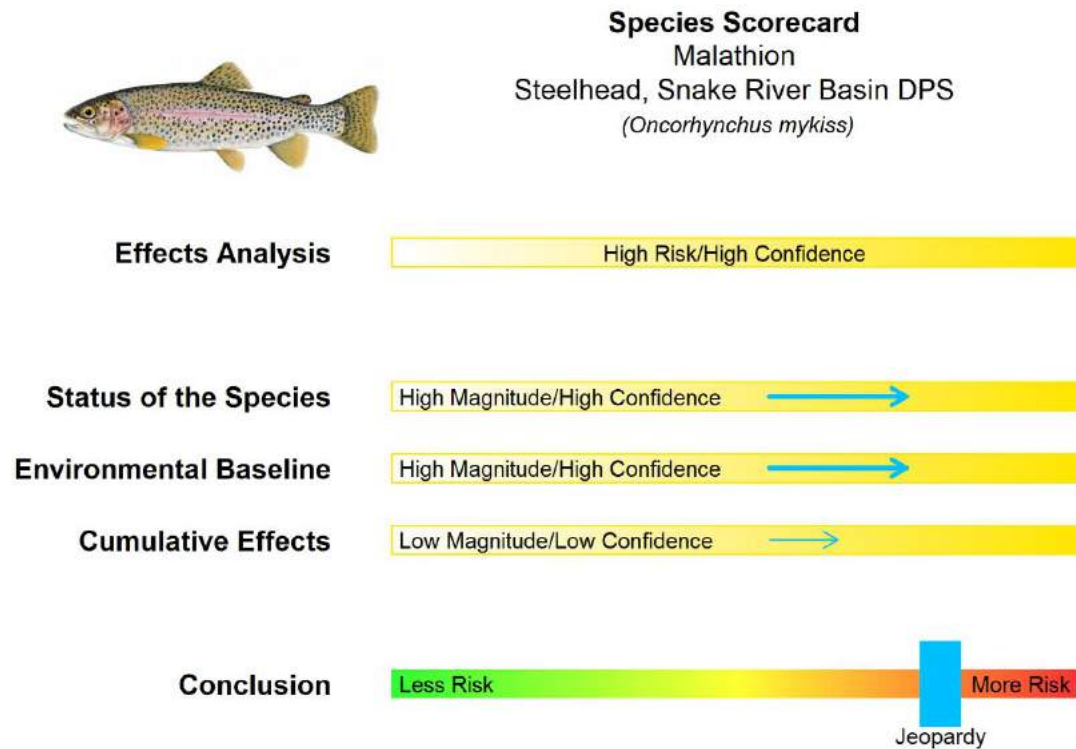 Species Scorecard
Malathion
Steelhead, Snake River Basin DPS
(Oncorhynchus mykiss)
Effects Analysis
High Risk/High Confidence
Status of the Species
High Magnitude/High Confidence
Environmental Baseline
High Magnitude/High Confidence
Cumulative Effects
Low Magnitude/Low Confidence
Conclusion
Less Risk
More Risk
Jeopardy